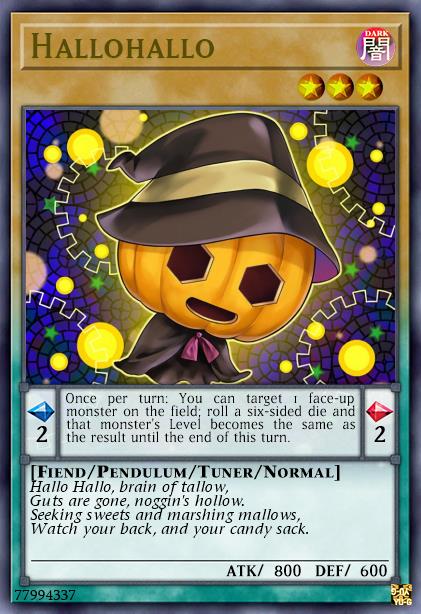 Hallohallo
DARK
闇
Once per turn: You can target 1 face-up
monster on the field; roll a six-sided die and
that monster's Level becomes the same as
the result until the end of this turn.
2
2
[Fiend/Pendulum/Tuner/Normal]
Hallo Hallo, brain of tallow,
Guts are gone, noggin's hollow.
Seeking sweets and marshing mallows,
Watch your back, and your candy sack.
ATK/ 800 DEF/ 600
77994337